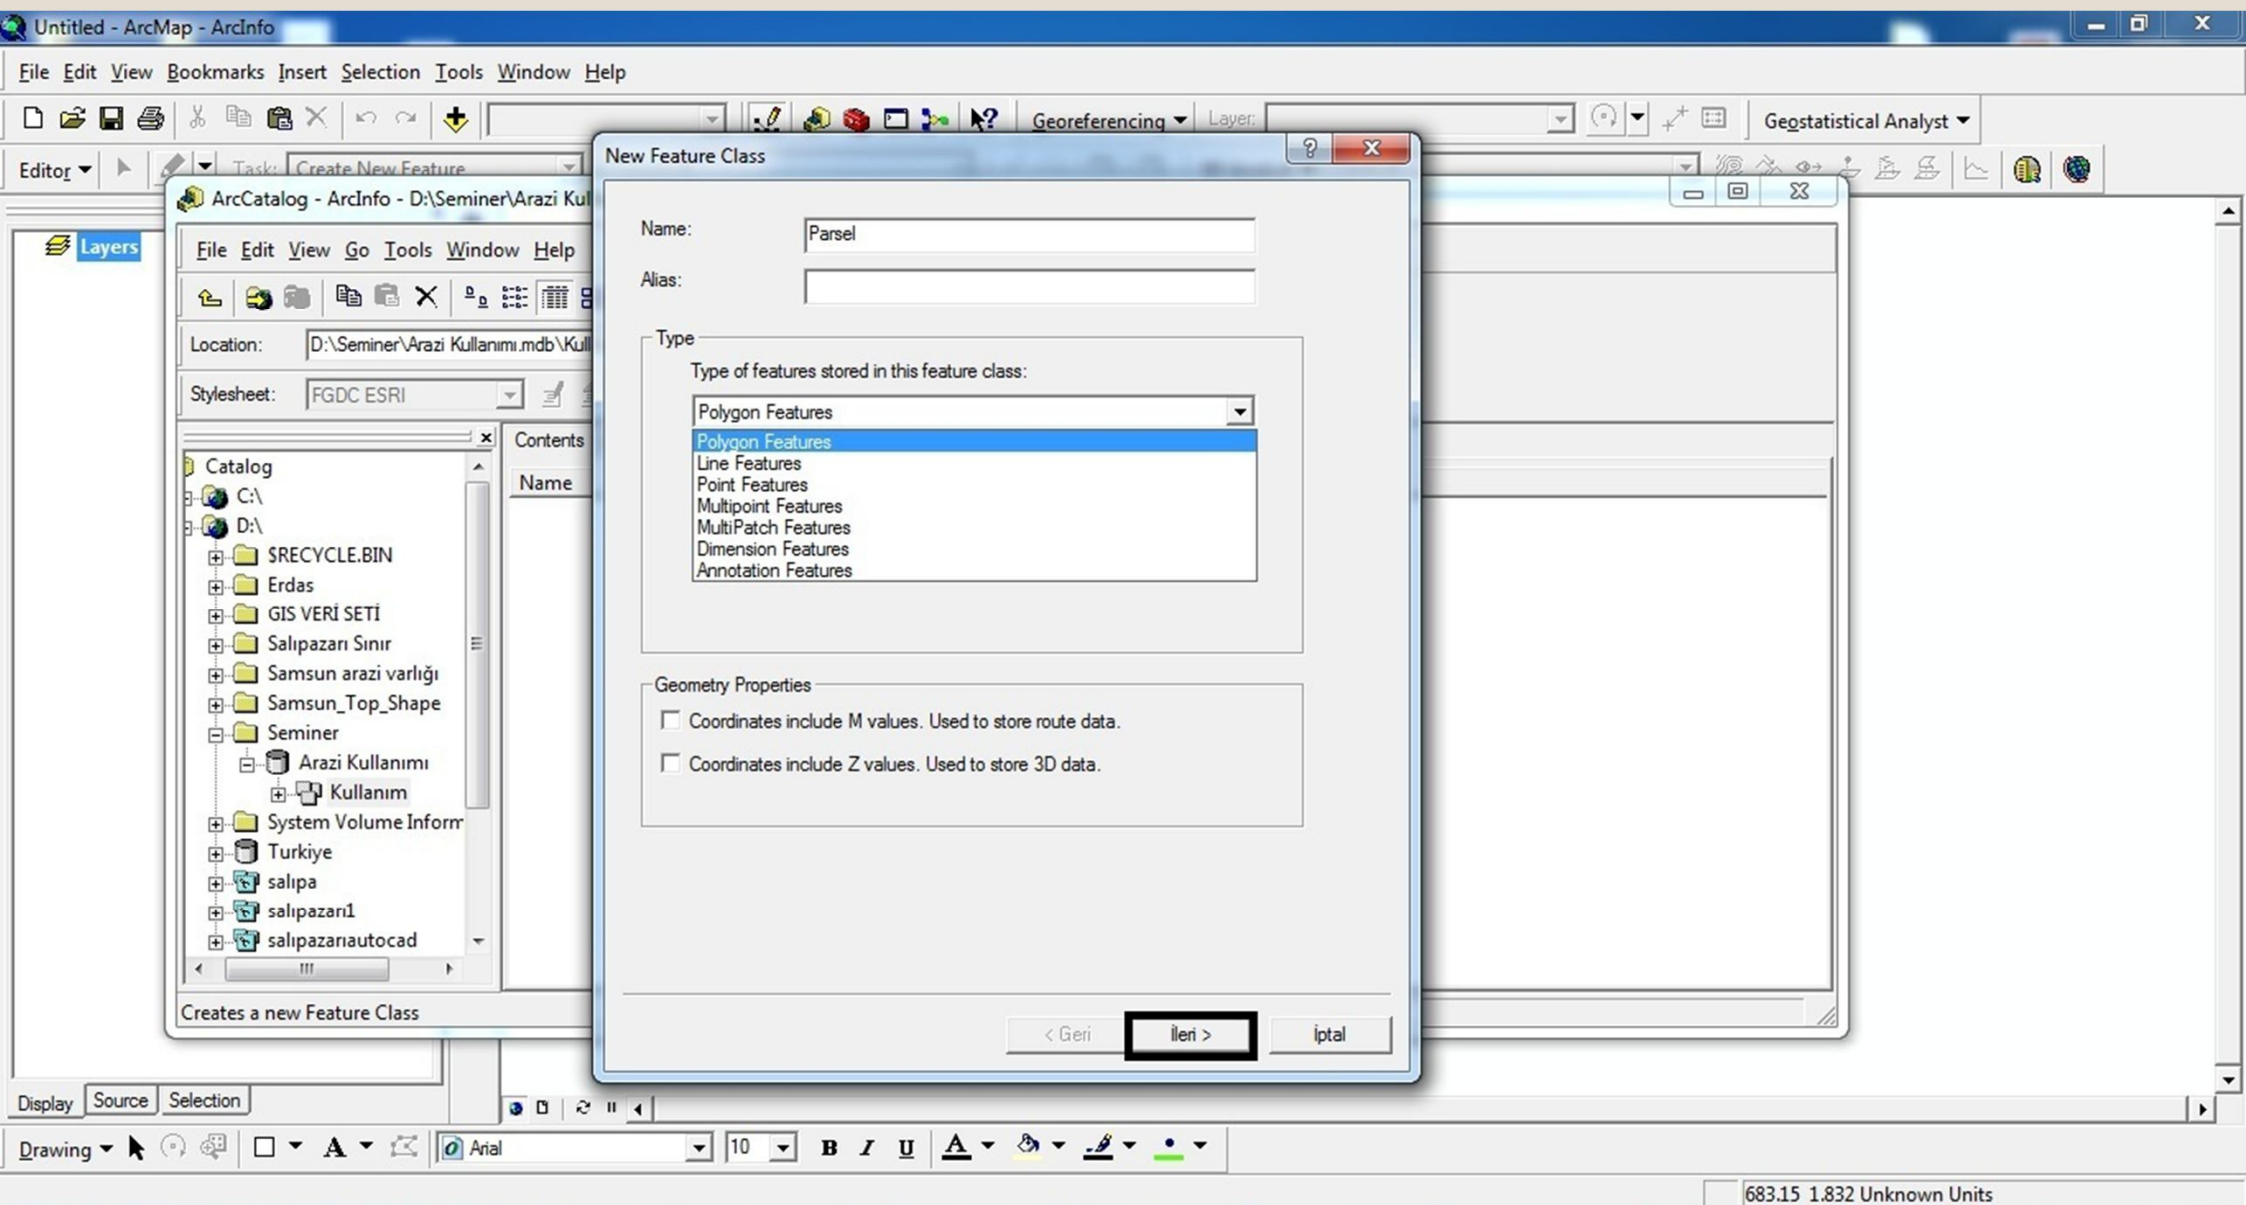 Untitled - ArcMap - ArcInfo
File Edit View Bookmarks Insert Selection Tools Window Help
Georeferencing Layer:
Geostatistical Analyst
Editor Task: Create New Feature
New Feature Class
ArcCatalog - ArcInfo - D:\Seminer\Arazi Kul
Layers
File Edit View Go Tools Window Help
Location: D:\Seminer\Arazi Kullanımı.mdb\Kull
Stylesheet: FGDC ESRI
Contents
Name
Catalog
C:\
D:\
$RECYCLE.BIN
Erdas
GIS VERİ SETİ
Salıpazarı Sınır
Samsun arazi varlığı
Samsun_Top_Shape
Seminer
Arazi Kullanımı
Kullanım
System Volume Inform
Turkiye
salıpa
salıpazarı1
salıpazarıautocad
Creates a new Feature Class
Name: Parsel
Alias:
Type
Type of features stored in this feature class:
Polygon Features
Polygon Features
Line Features
Point Features
Multipoint Features
MultiPatch Features
Dimension Features
Annotation Features
Geometry Properties
Coordinates include M values. Used to store route data.
Coordinates include Z values. Used to store 3D data.
< Geri İleri > İptal
Display Source Selection
Drawing A Arial 10 B I U A
683.15 1.832 Unknown Units